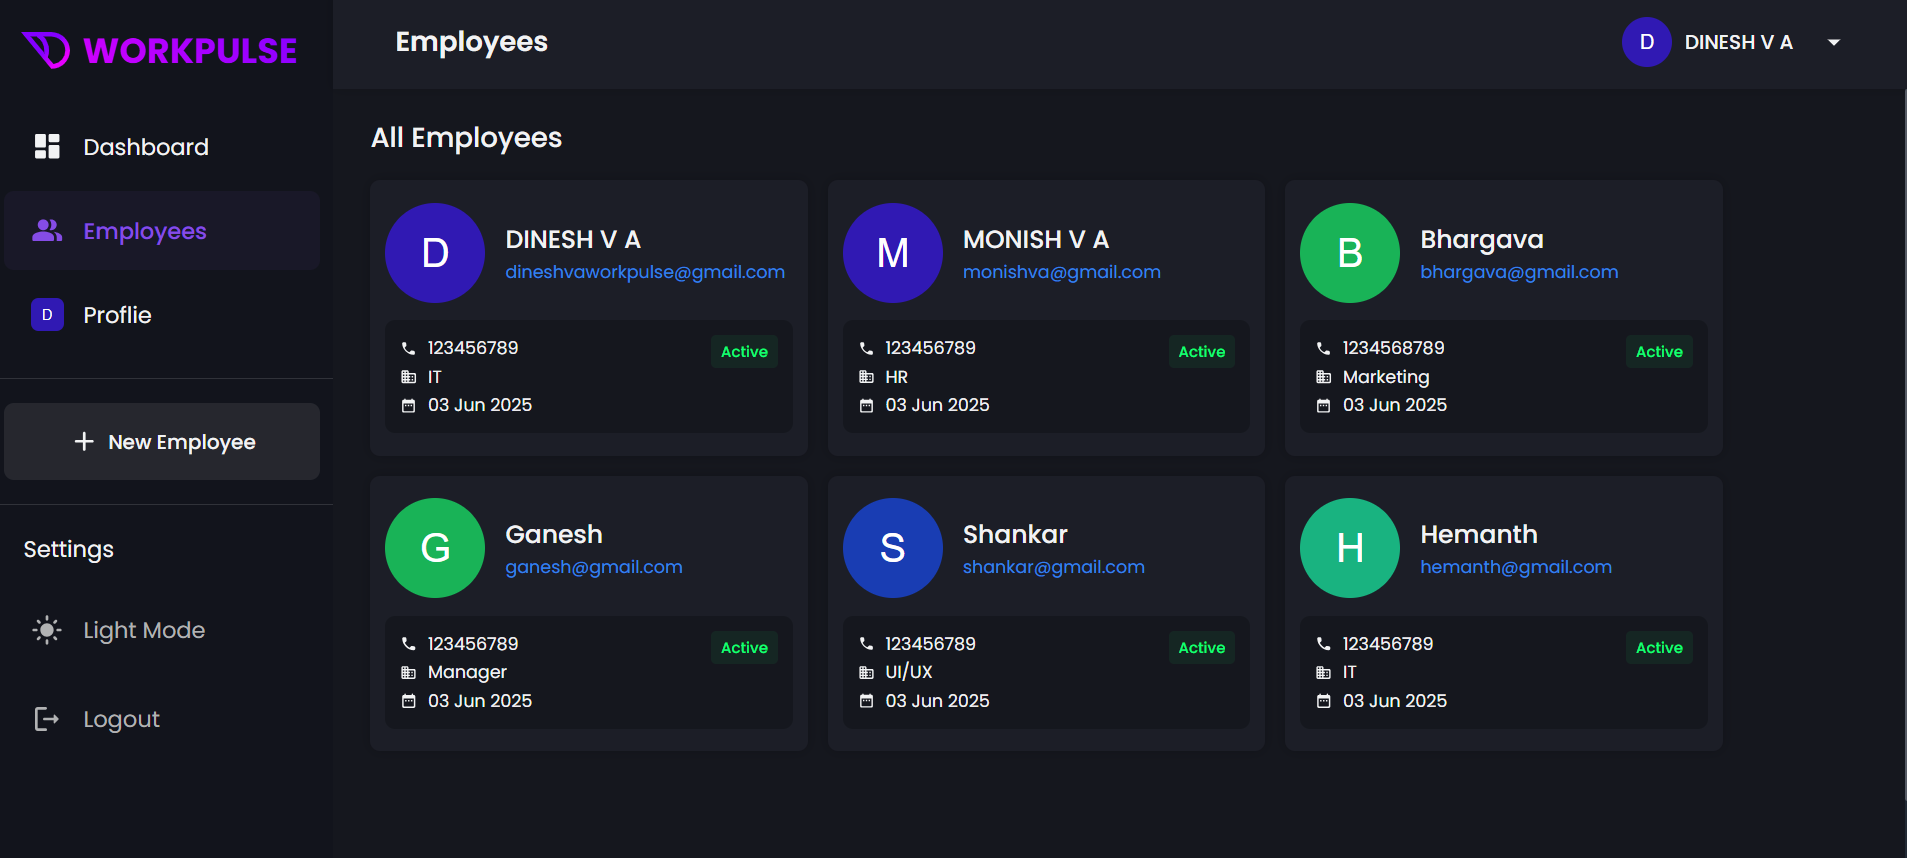 WORKPULSE
Employees
D DINESH V A
Dashboard
Employees
D Proflie
New Employee
Settings
Light Mode
Logout
All Employees
D
DINESH V A
dineshvaworkpulse@gmail.com
123456789
Active
IT
03 Jun 2025
M
MONISH V A
monishva@gmail.com
123456789
Active
HR
03 Jun 2025
B
Bhargava
bhargava@gmail.com
1234568789
Active
Marketing
03 Jun 2025
G
Ganesh
ganesh@gmail.com
123456789
Active
Manager
03 Jun 2025
S
Shankar
shankar@gmail.com
123456789
Active
UI/UX
03 Jun 2025
H
Hemanth
hemanth@gmail.com
123456789
Active
IT
03 Jun 2025